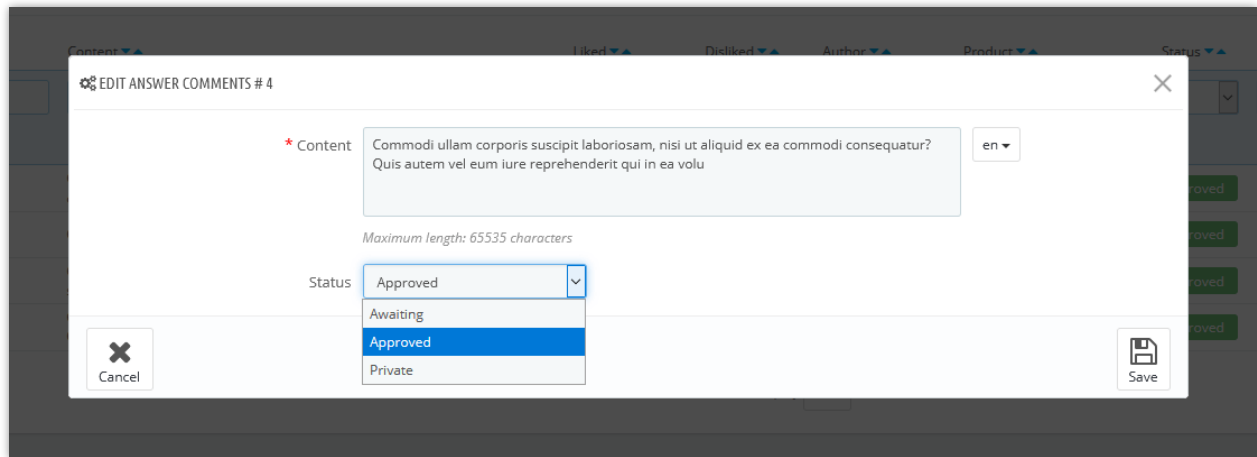 Content Liked Disliked Author Product Status
EDIT ANSWER COMMENTS # 4
* Content
Commodi ullam corporis suscipit laboriosam, nisi ut aliquid ex ea commodi consequatur?
Quis autem vel eum iure reprehenderit qui in ea volu
en
Maximum length: 65535 characters
Status
Approved
Awaiting
Approved
Private
Cancel
Save